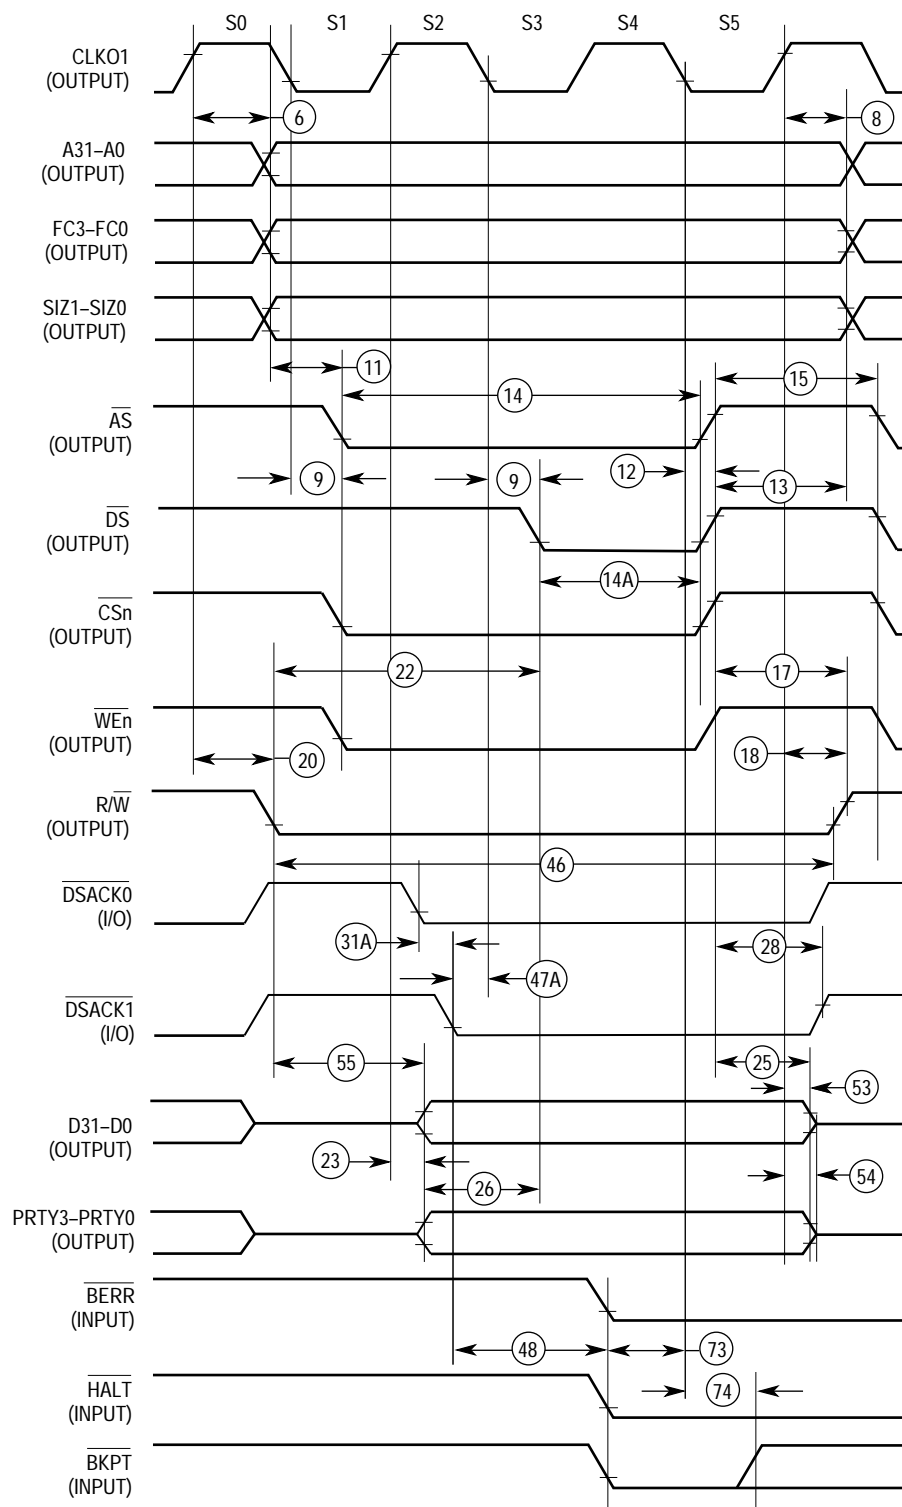 S0 S1 S2 S3 S4 S5
CLKO1
(OUTPUT)
6 8
A31–A0
(OUTPUT)
FC3–FC0
(OUTPUT)
SIZ1–SIZ0
(OUTPUT)
11 15
14
AS
(OUTPUT)
9 9 12 13
DS
(OUTPUT)
14A
CSn
(OUTPUT)
22 17
WEn
(OUTPUT)
20 18
R/W
(OUTPUT)
46
DSACK0
(I/O)
31A 28
47A
DSACK1
(I/O)
55 25
53
D31–D0
(OUTPUT)
23 54
26
PRTY3–PRTY0
(OUTPUT)
BERR
(INPUT)
48 73
74
HALT
(INPUT)
BKPT
(INPUT)